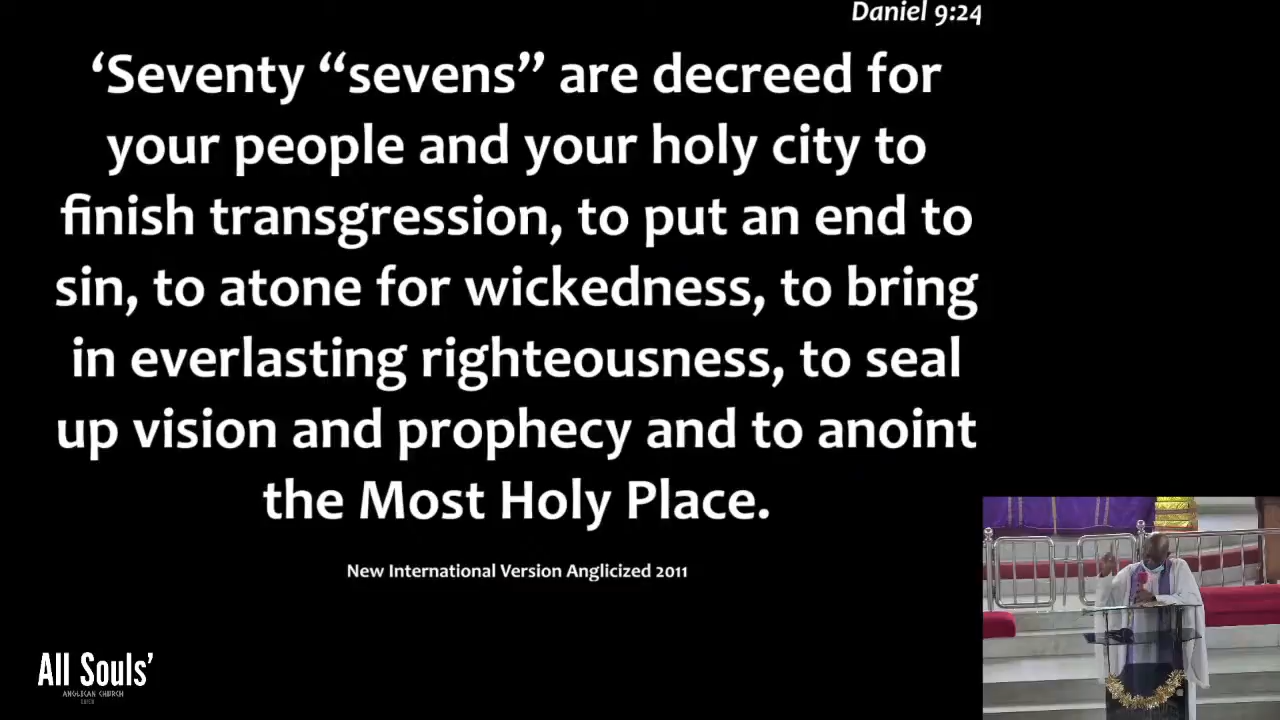 Daniel 9:24
‘Seventy “sevens” are decreed for
your people and your holy city to
finish transgression, to put an end to
sin, to atone for wickedness, to bring
in everlasting righteousness, to seal
up vision and prophecy and to anoint
the Most Holy Place.
New International Version Anglicized 2011
All Souls’
ANGLICAN CHURCH